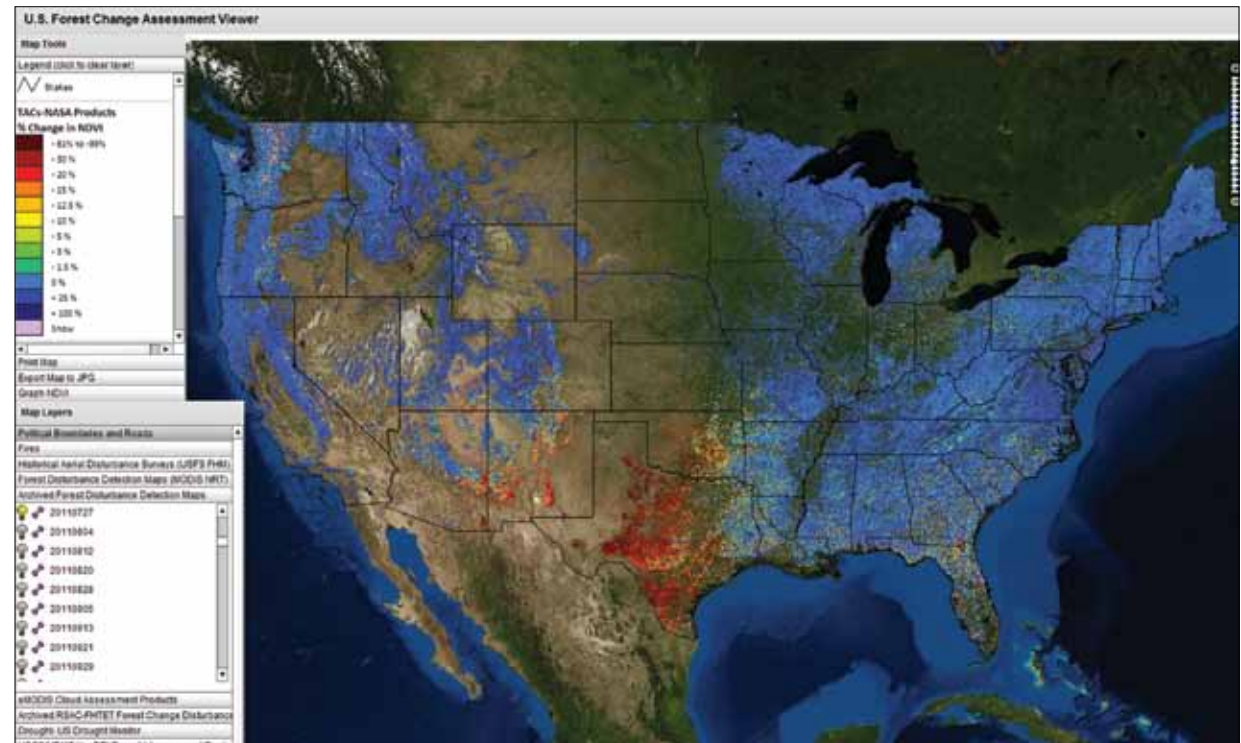 U.S. Forest Change Assessment Viewer
Map Tools
Legend (click to clear layer)
States
TACs-NASA Products
% Change in NDVI
- 30 %
- 20 %
- 15 %
- 12.5 %
- 10 %
- 5 %
- 3 %
- 1.5 %
0 %
+ 25 %
+ 100 %
Snow
Print Map
Export Map to JPG
Graph NDVI
Map Layers
Political Boundaries and Roads
Fires
Historical Aerial Disturbance Surveys (USFS FHM)
Forest Disturbance Detection Maps (MODIS NRT)
Archived Forest Disturbance Detection Maps
20110727
20110804
20110812
20110820
20110828
20110905
20110913
20110921
20110929
eMODIS Cloud Assessment Products
Archived RSAC-FHTET Forest Change Disturbance
Drought: US Drought Monitor